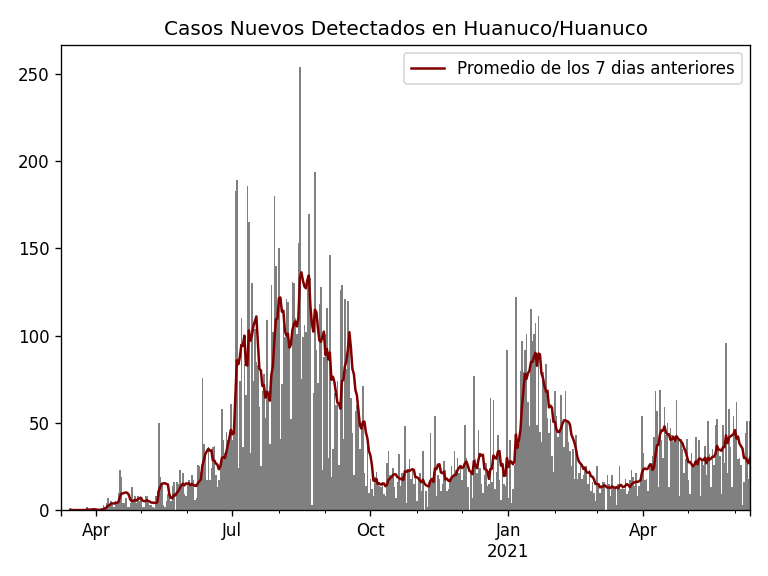 Casos Nuevos Detectados en Huanuco/Huanuco
Promedio de los 7 dias anteriores
250
200
150
100
50
0
Apr
Jul
Oct
Jan
2021
Apr